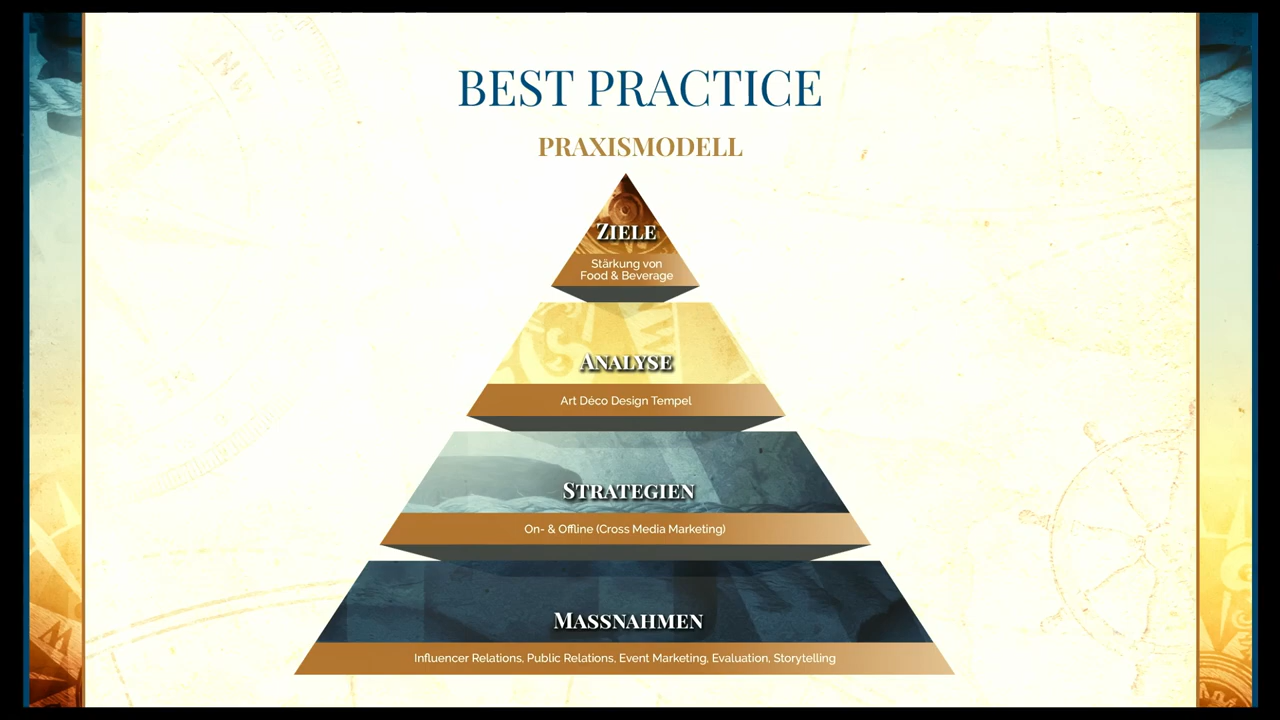 BEST PRACTICE
PRAXISMODELL
ZIELE
Stärkung von
Food & Beverage
ANALYSE
Art Déco Design Tempel
STRATEGIEN
On- & Offline (Cross Media Marketing)
MASSNAHMEN
Influencer Relations, Public Relations, Event Marketing, Evaluation, Storytelling